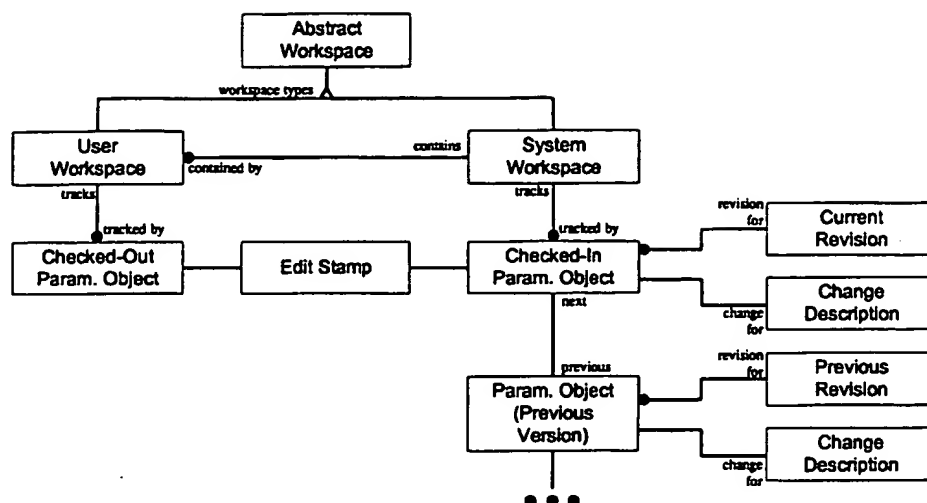 Abstract
Workspace
workspace types
User
Workspace
contains
contained by
System
Workspace
tracks
tracks
tracked by
tracked by
revision
for
Current
Revision
Checked-Out
Param. Object
Edit Stamp
Checked-In
Param. Object
next
change
for
Change
Description
previous
revision
for
Previous
Revision
Param. Object
(Previous
Version)
change
for
Change
Description